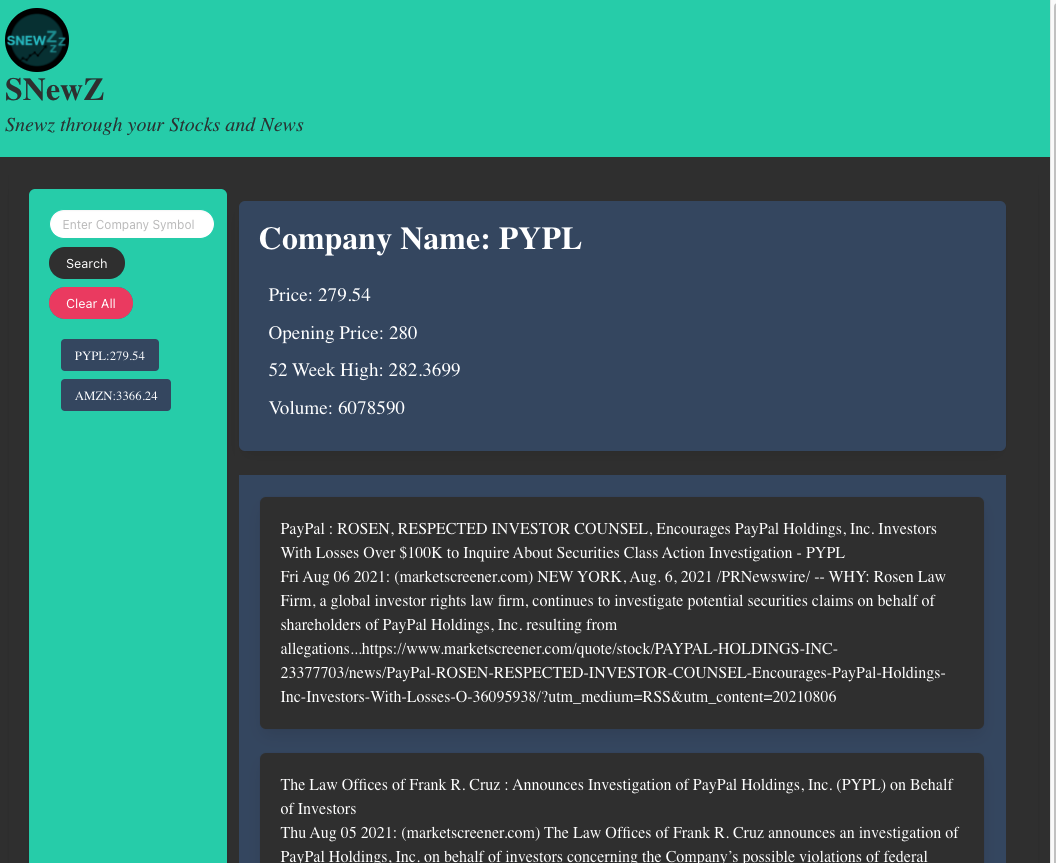 SNEWZzz
SNewZ
Snewz through your Stocks and News
Enter Company Symbol
Search
Clear All
PYPL:279.54
AMZN:3366.24
Company Name: PYPL
Price: 279.54
Opening Price: 280
52 Week High: 282.3699
Volume: 6078590
PayPal : ROSEN, RESPECTED INVESTOR COUNSEL, Encourages PayPal Holdings, Inc. Investors
With Losses Over $100K to Inquire About Securities Class Action Investigation - PYPL
Fri Aug 06 2021: (marketscreener.com) NEW YORK, Aug. 6, 2021 /PRNewswire/ -- WHY: Rosen Law
Firm, a global investor rights law firm, continues to investigate potential securities claims on behalf of
shareholders of PayPal Holdings, Inc. resulting from
allegations...https://www.marketscreener.com/quote/stock/PAYPAL-HOLDINGS-INC-
23377703/news/PayPal-ROSEN-RESPECTED-INVESTOR-COUNSEL-Encourages-PayPal-Holdings-
Inc-Investors-With-Losses-O-36095938/?utm_medium=RSS&utm_content=20210806
The Law Offices of Frank R. Cruz : Announces Investigation of PayPal Holdings, Inc. (PYPL) on Behalf
of Investors
Thu Aug 05 2021: (marketscreener.com) The Law Offices of Frank R. Cruz announces an investigation of
PayPal Holdings, Inc. on behalf of investors concerning the Company's possible violations of federal